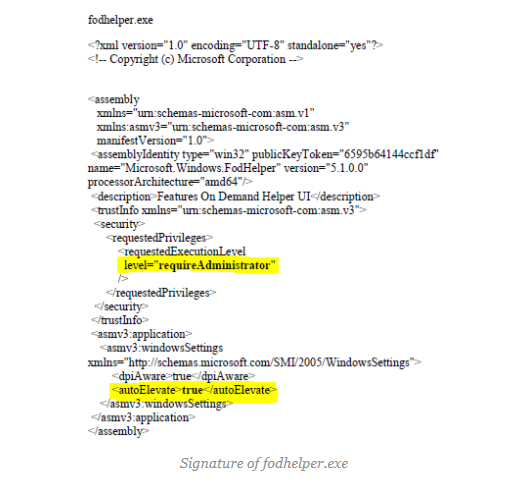 fodhelper.exe
<?xml version="1.0" encoding="UTF-8" standalone="yes"?>
<!-- Copyright (c) Microsoft Corporation -->
<assembly
xmlns="urn:schemas-microsoft-com:asm.v1"
xmlns:asmv3="urn:schemas-microsoft-com:asm.v3"
manifestVersion="1.0">
<assemblyIdentity type="win32" publicKeyToken="6595b64144ccf1df"
name="Microsoft.Windows.FodHelper" version="5.1.0.0"
processorArchitecture="amd64"/>
<description>Features On Demand Helper UI</description>
<trustInfo xmlns="urn:schemas-microsoft-com:asm.v3">
<security>
<requestedPrivileges>
<requestedExecutionLevel
level="requireAdministrator"
/>
</requestedPrivileges>
</security>
</trustInfo>
<asmv3:application>
<asmv3:windowsSettings
xmlns="http://schemas.microsoft.com/SMI/2005/WindowsSettings">
<dpiAware>true</dpiAware>
<autoElevate>true</autoElevate>
</asmv3:windowsSettings>
</asmv3:application>
</assembly>
Signature of fodhelper.exe